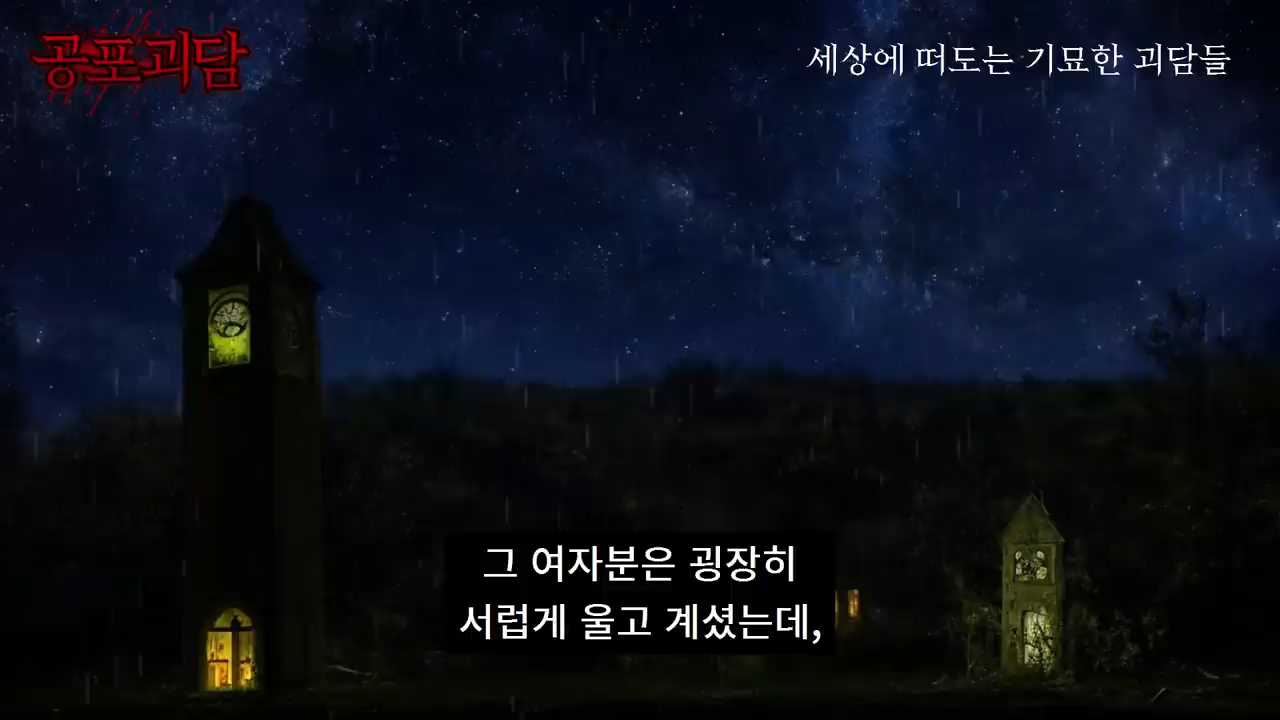 공포괴담
세상에 떠도는 기묘한 괴담들
그 여자분은 굉장히
서럽게 울고 계셨는데,